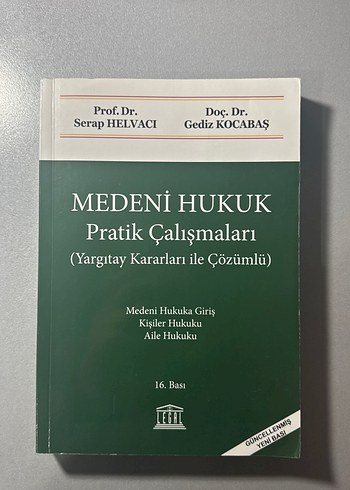 Prof. Dr.
Serap HELVACI
Doç. Dr.
Gediz KOCABAŞ
MEDENİ HUKUK
Pratik Çalışmaları
(Yargıtay Kararları ile Çözümlü)
Medeni Hukuka Giriş
Kişiler Hukuku
Aile Hukuku
16. Bası
LEGAL
GÜNCELLENMİŞ
YENİ BASI